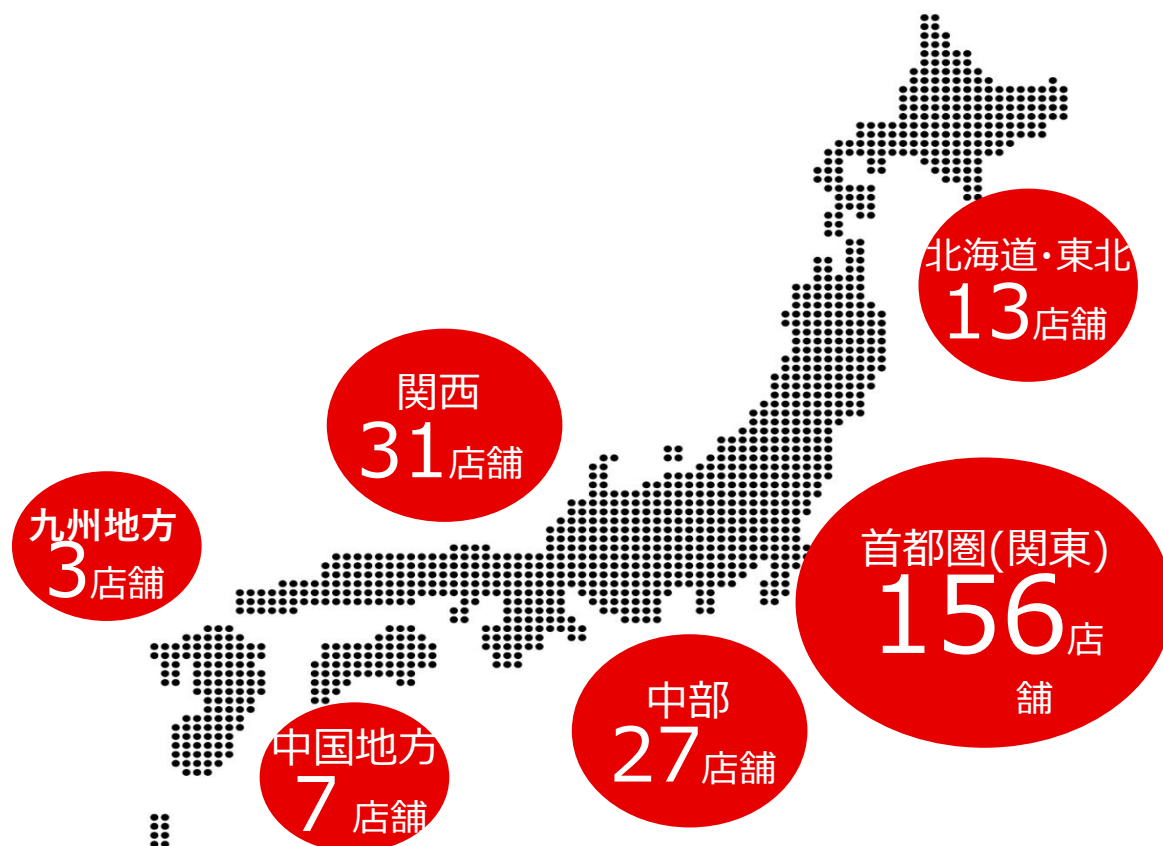 北海道・東北
13店舗
関西
31店舗
九州地方
3店舗
首都圏(関東)
156店
舗
中部
27店舗
中国地方
7 店舗